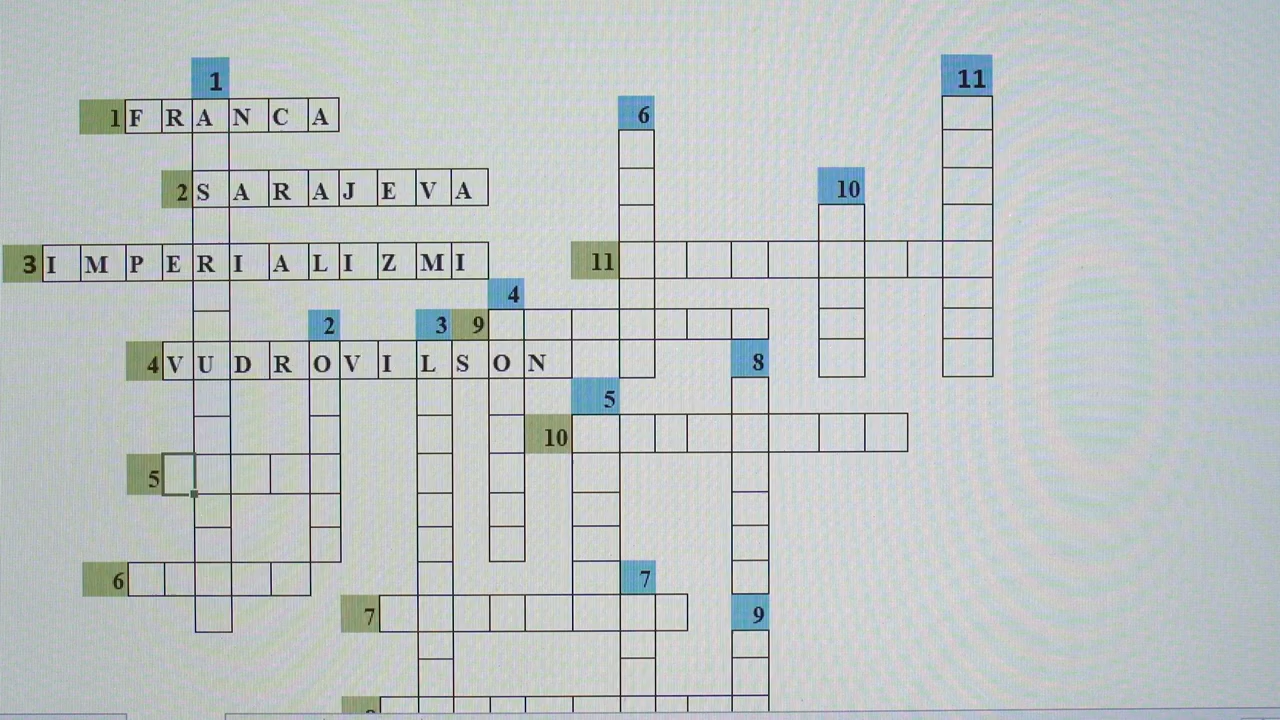 1
11
1 F R A N C A
6
10
2 S A R A J E V A
3 I M P E R I A L I Z M I
11
4
2 3 9
4 V U D R O V I L S O N
8
5
10
5
6
7
7
9